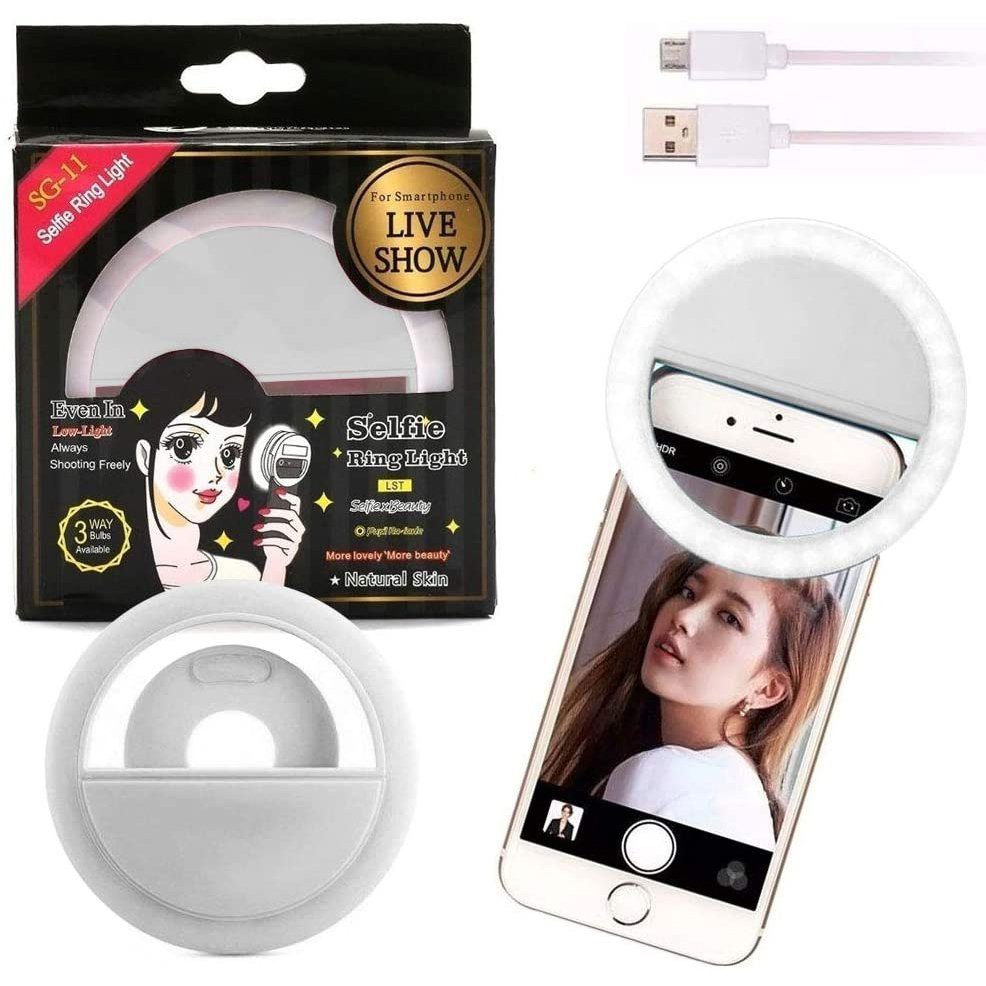 SG-11
Selfie Ring Light
For Smartphone
LIVE
SHOW
Even In
Low-Light
Always
Shooting Freely
3 WAY
Bulbs
Available
Selfie
Ring Light
LST
SelfiexBeauty
More lovely "More beauty"
★ Natural Skin
HDR